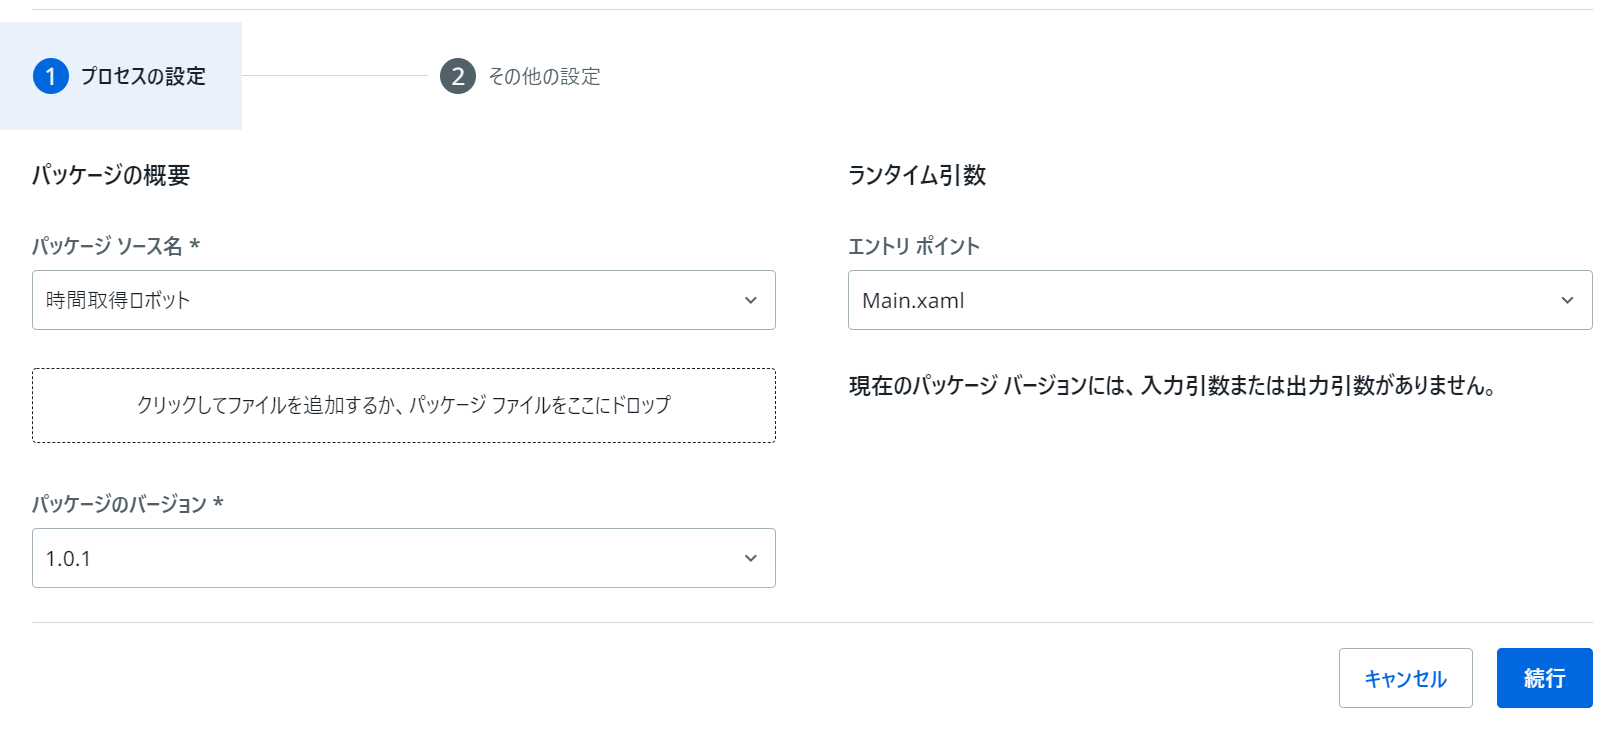 1 プロセスの設定
2 その他の設定
パッケージの概要
パッケージ ソース名 *
時間取得ロボット
クリックしてファイルを追加するか、パッケージ ファイルをここにドロップ
パッケージのバージョン *
1.0.1
ランタイム引数
エントリ ポイント
Main.xaml
現在のパッケージ バージョンには、入力引数または出力引数がありません。
キャンセル
続行